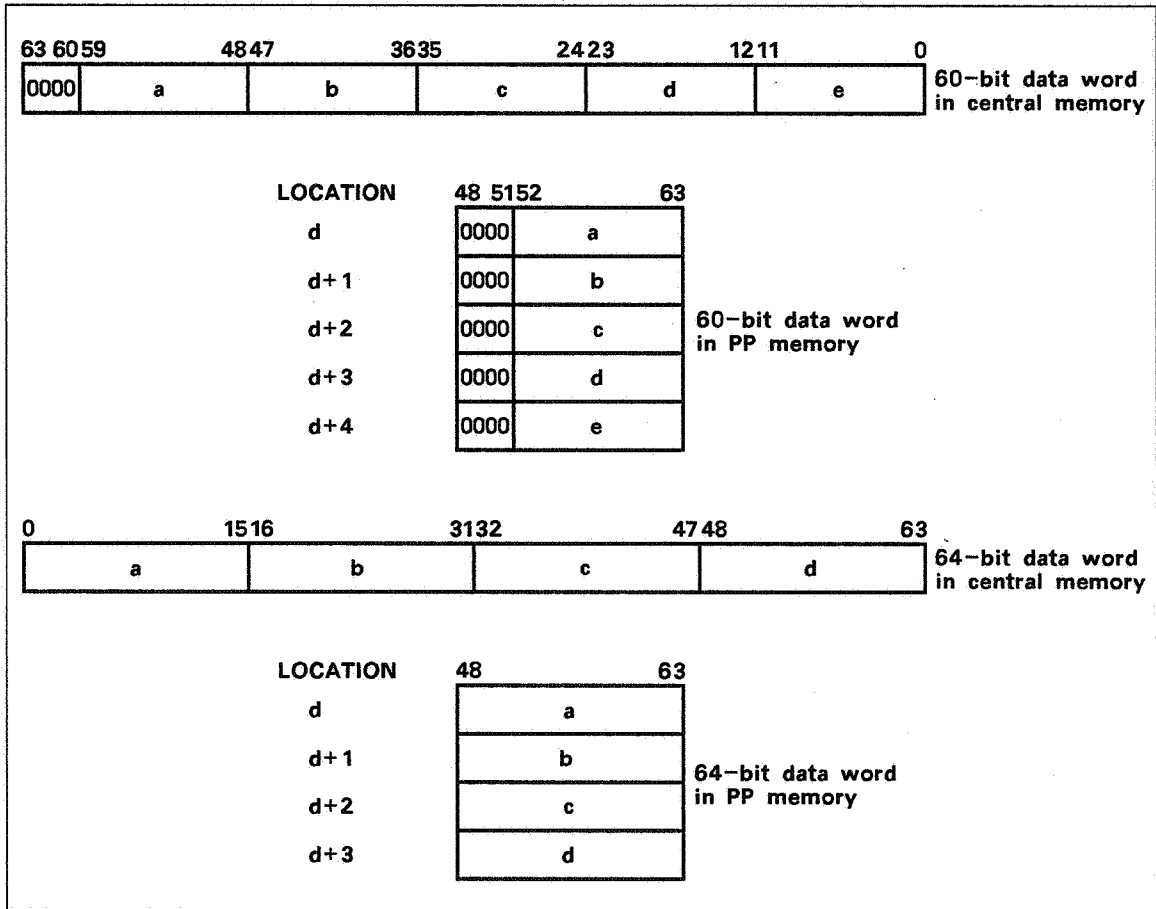 63 60 59 48 47 36 35 24 23 12 11 0
0000 a b c d e
60-bit data word
in central memory
LOCATION 48 51 52 63
d 0000 a
d+1 0000 b
d+2 0000 c
d+3 0000 d
d+4 0000 e
60-bit data word
in PP memory
0 15 16 31 32 47 48 63
a b c d
64-bit data word
in central memory
LOCATION 48 63
d a
d+1 b
d+2 c
d+3 d
64-bit data word
in PP memory